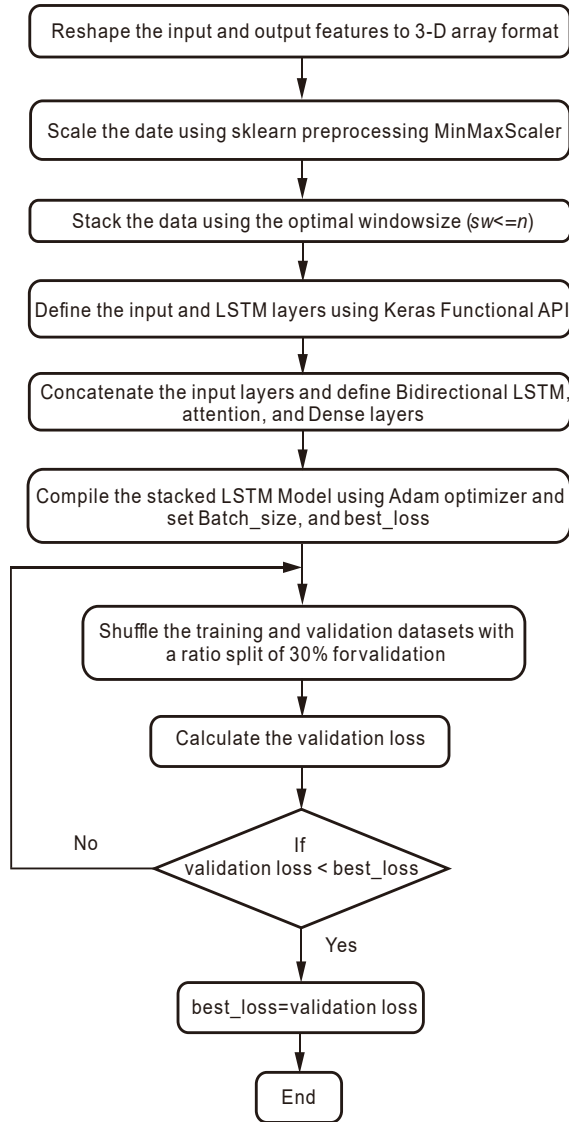 Reshape the input and output features to 3-D array format
Scale the date using sklearn preprocessing MinMaxScaler
Stack the data using the optimal windowsize (sw<=n)
Define the input and LSTM layers using Keras Functional API
Concatenate the input layers and define Bidirectional LSTM,
attention, and Dense layers
Compile the stacked LSTM Model using Adam optimizer and
set Batch_size, and best_loss
Shuffle the training and validation datasets with
a ratio split of 30% forvalidation
Calculate the validation loss
No
If
validation loss < best_loss
Yes
best_loss=validation loss
End